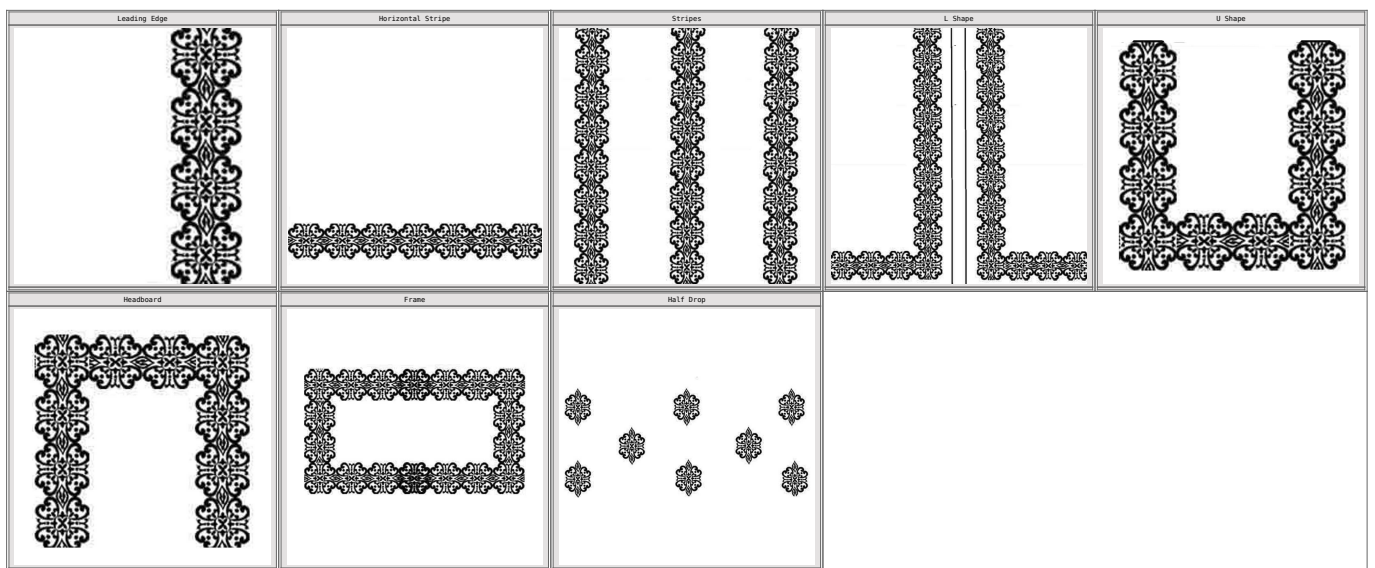 Leading Edge
Horizontal Stripe
Stripes
L Shape
U Shape
Headboard
Frame
Half Drop